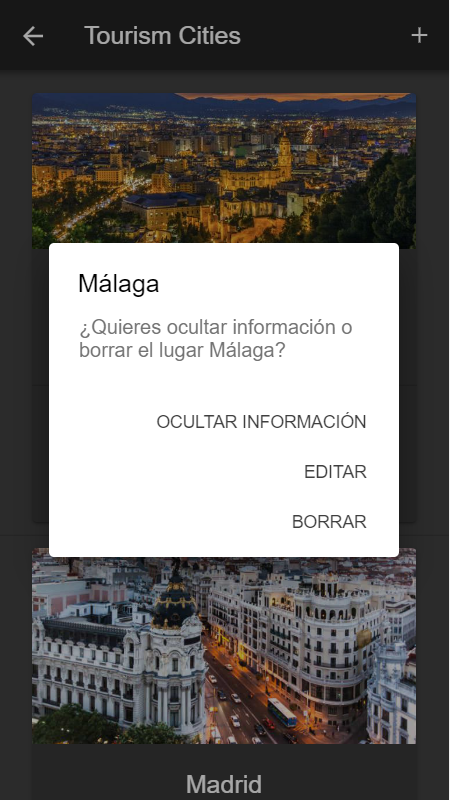 Tourism Cities
Málaga
¿Quieres ocultar información o
borrar el lugar Málaga?
OCULTAR INFORMACIÓN
EDITAR
BORRAR
Madrid